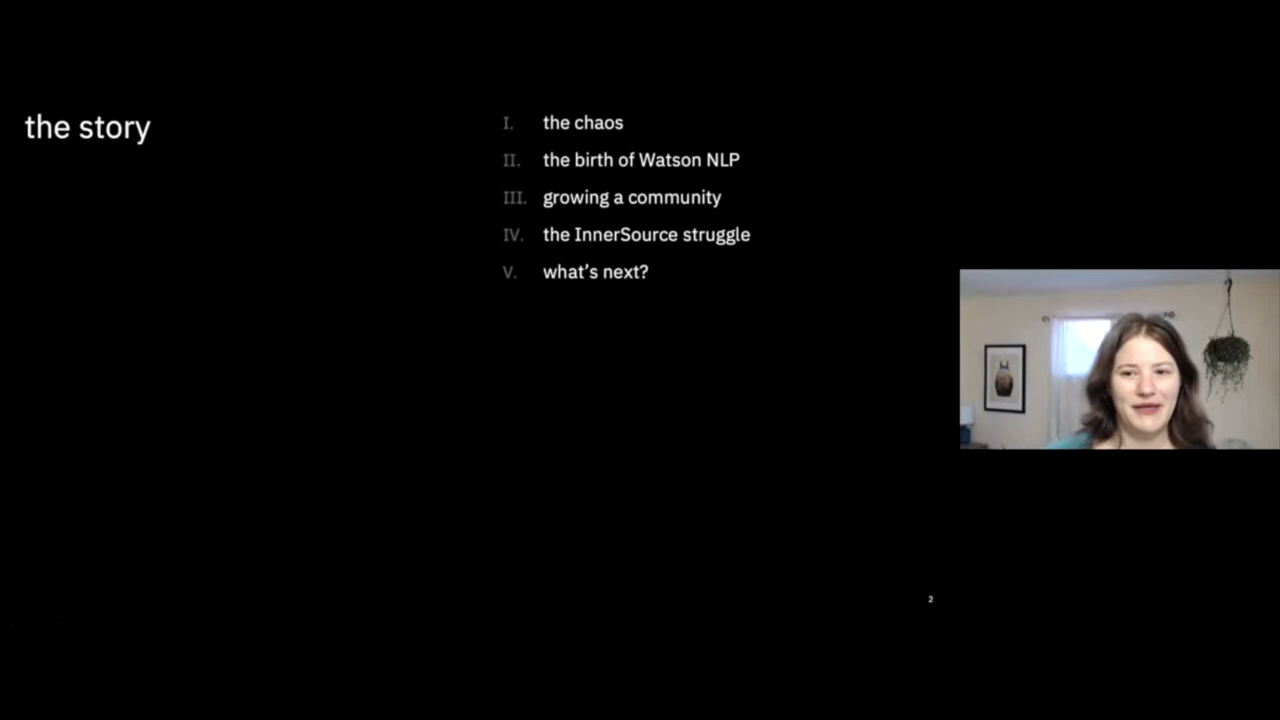 the story
I. the chaos
II. the birth of Watson NLP
III. growing a community
IV. the InnerSource struggle
V. what's next?
2